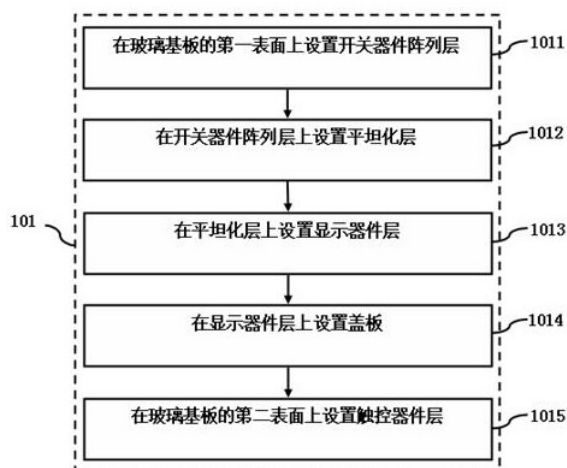 在玻璃基板的第一表面上设置开关器件阵列层
1011
在开关器件阵列层上设置平坦化层
1012
101
在平坦化层上设置显示器件层
1013
在显示器件层上设置盖板
1014
在玻璃基板的第二表面上设置触控器件层
1015